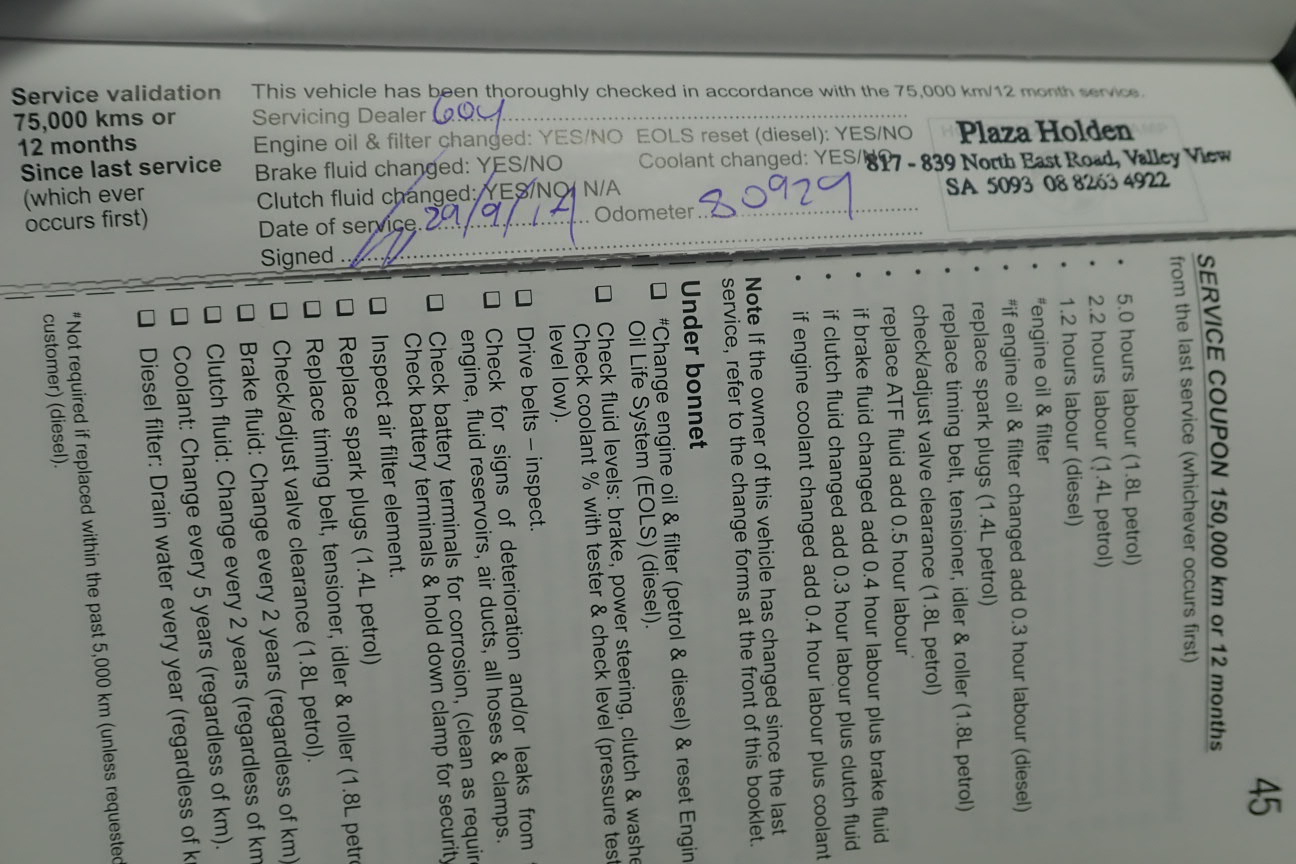 Service validation
75,000 kms or
12 months
Since last service
(which ever
occurs first)
This vehicle has been thoroughly checked in accordance with the 75,000 km/12 month service.
Servicing Dealer 604
Engine oil & filter changed: YES/NO EOLS reset (diesel): YES/NO
Brake fluid changed: YES/NO Coolant changed: YES/NO
Clutch fluid changed: YES/NO N/A
Date of service 29/9/17 Odometer 80929
Signed
Plaza Holden
817 - 839 North East Road, Valley View
SA 5093 08 8263 4922
SERVICE COUPON 150,000 km or 12 months
from the last service (whichever occurs first)
• 5.0 hours labour (1.8L petrol)
• 2.2 hours labour (1.4L petrol)
• 1.2 hours labour (diesel)
• #engine oil & filter
• #if engine oil & filter changed add 0.3 hour labour (diesel)
• replace spark plugs (1.4L petrol)
• replace timing belt, tensioner, idler & roller (1.8L petrol)
• check/adjust valve clearance (1.8L petrol)
• replace ATF fluid add 0.5 hour labour
• if brake fluid changed add 0.4 hour labour plus brake fluid
• if clutch fluid changed add 0.3 hour labour plus clutch fluid
• if engine coolant changed add 0.4 hour labour plus coolant
Note If the owner of this vehicle has changed since the last
service, refer to the change forms at the front of this booklet.
Under bonnet
❑ #Change engine oil & filter (petrol & diesel) & reset Engin
Oil Life System (EOLS) (diesel).
❑ Check fluid levels: brake, power steering, clutch & washe
Check coolant % with tester & check level (pressure test
level low).
❑ Drive belts – inspect.
❑ Check for signs of deterioration and/or leaks from
engine, fluid reservoirs, air ducts, all hoses & clamps.
❑ Check battery terminals for corrosion, (clean as requir
Check battery terminals & hold down clamp for security
❑ Inspect air filter element.
❑ Replace spark plugs (1.4L petrol)
❑ Replace timing belt, tensioner, idler & roller (1.8L petro
❑ Check/adjust valve clearance (1.8L petrol).
❑ Brake fluid: Change every 2 years (regardless of km)
❑ Clutch fluid: Change every 2 years (regardless of km
❑ Coolant: Change every 5 years (regardless of km).
❑ Diesel filter: Drain water every year (regardless of k
#Not required if replaced within the past 5,000 km (unless requested
customer) (diesel).
45